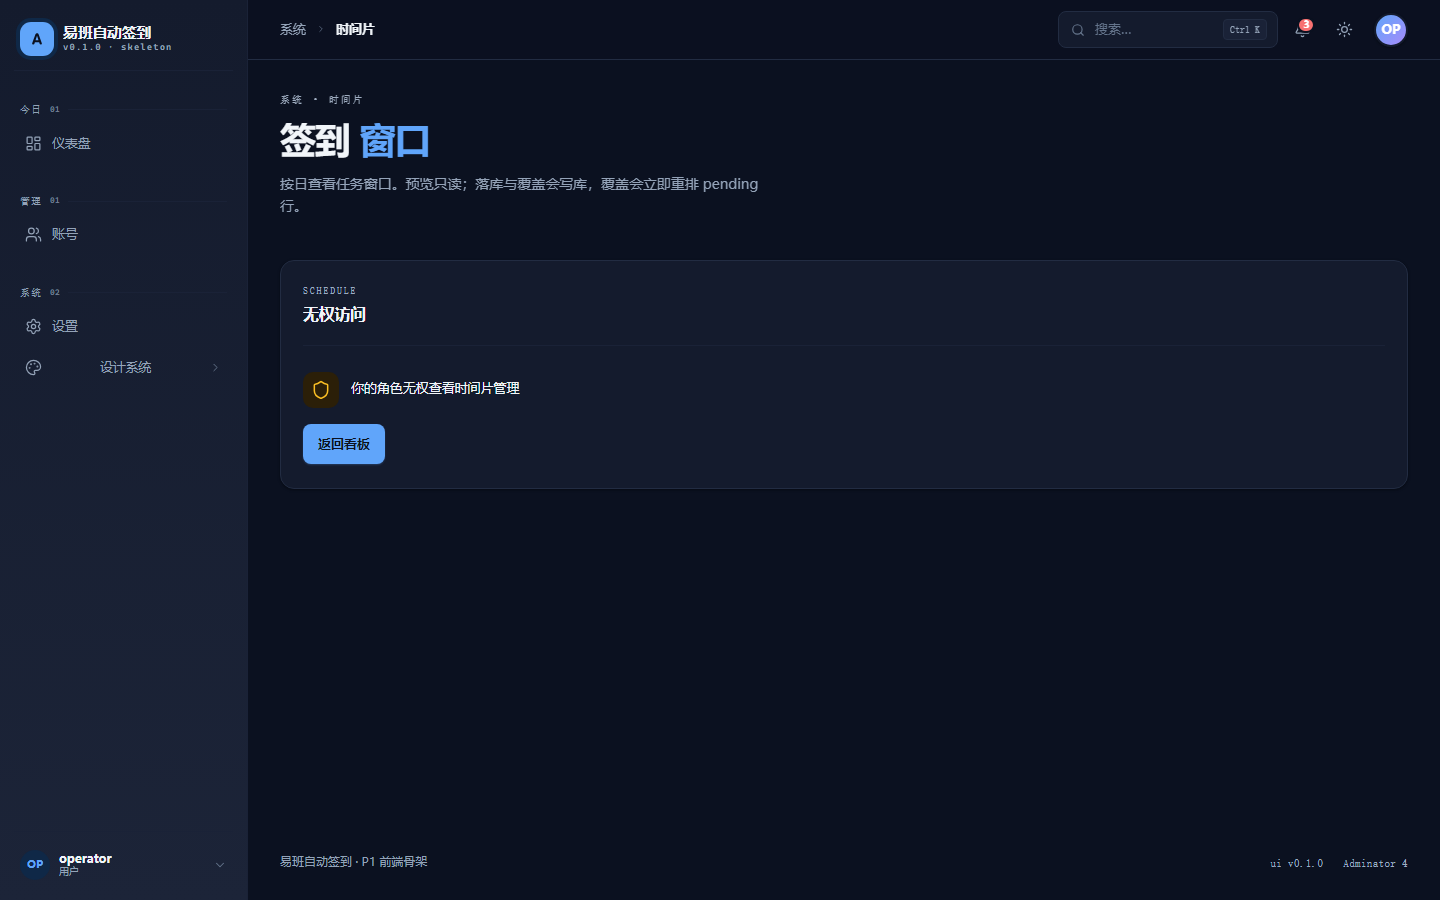 A
易班自动签到
v0.1.0 · skeleton
今日 01
仪表盘
管理 01
账号
系统 02
设置
设计系统
OP
operator
用户
系统 › 时间片
搜索...
Ctrl K
3
OP
系统 • 时间片
签到 窗口
按日查看任务窗口。预览只读；落库与覆盖会写库，覆盖会立即重排 pending
行。
SCHEDULE
无权访问
你的角色无权查看时间片管理
返回看板
易班自动签到 · P1 前端骨架
ui v0.1.0
Adminator 4